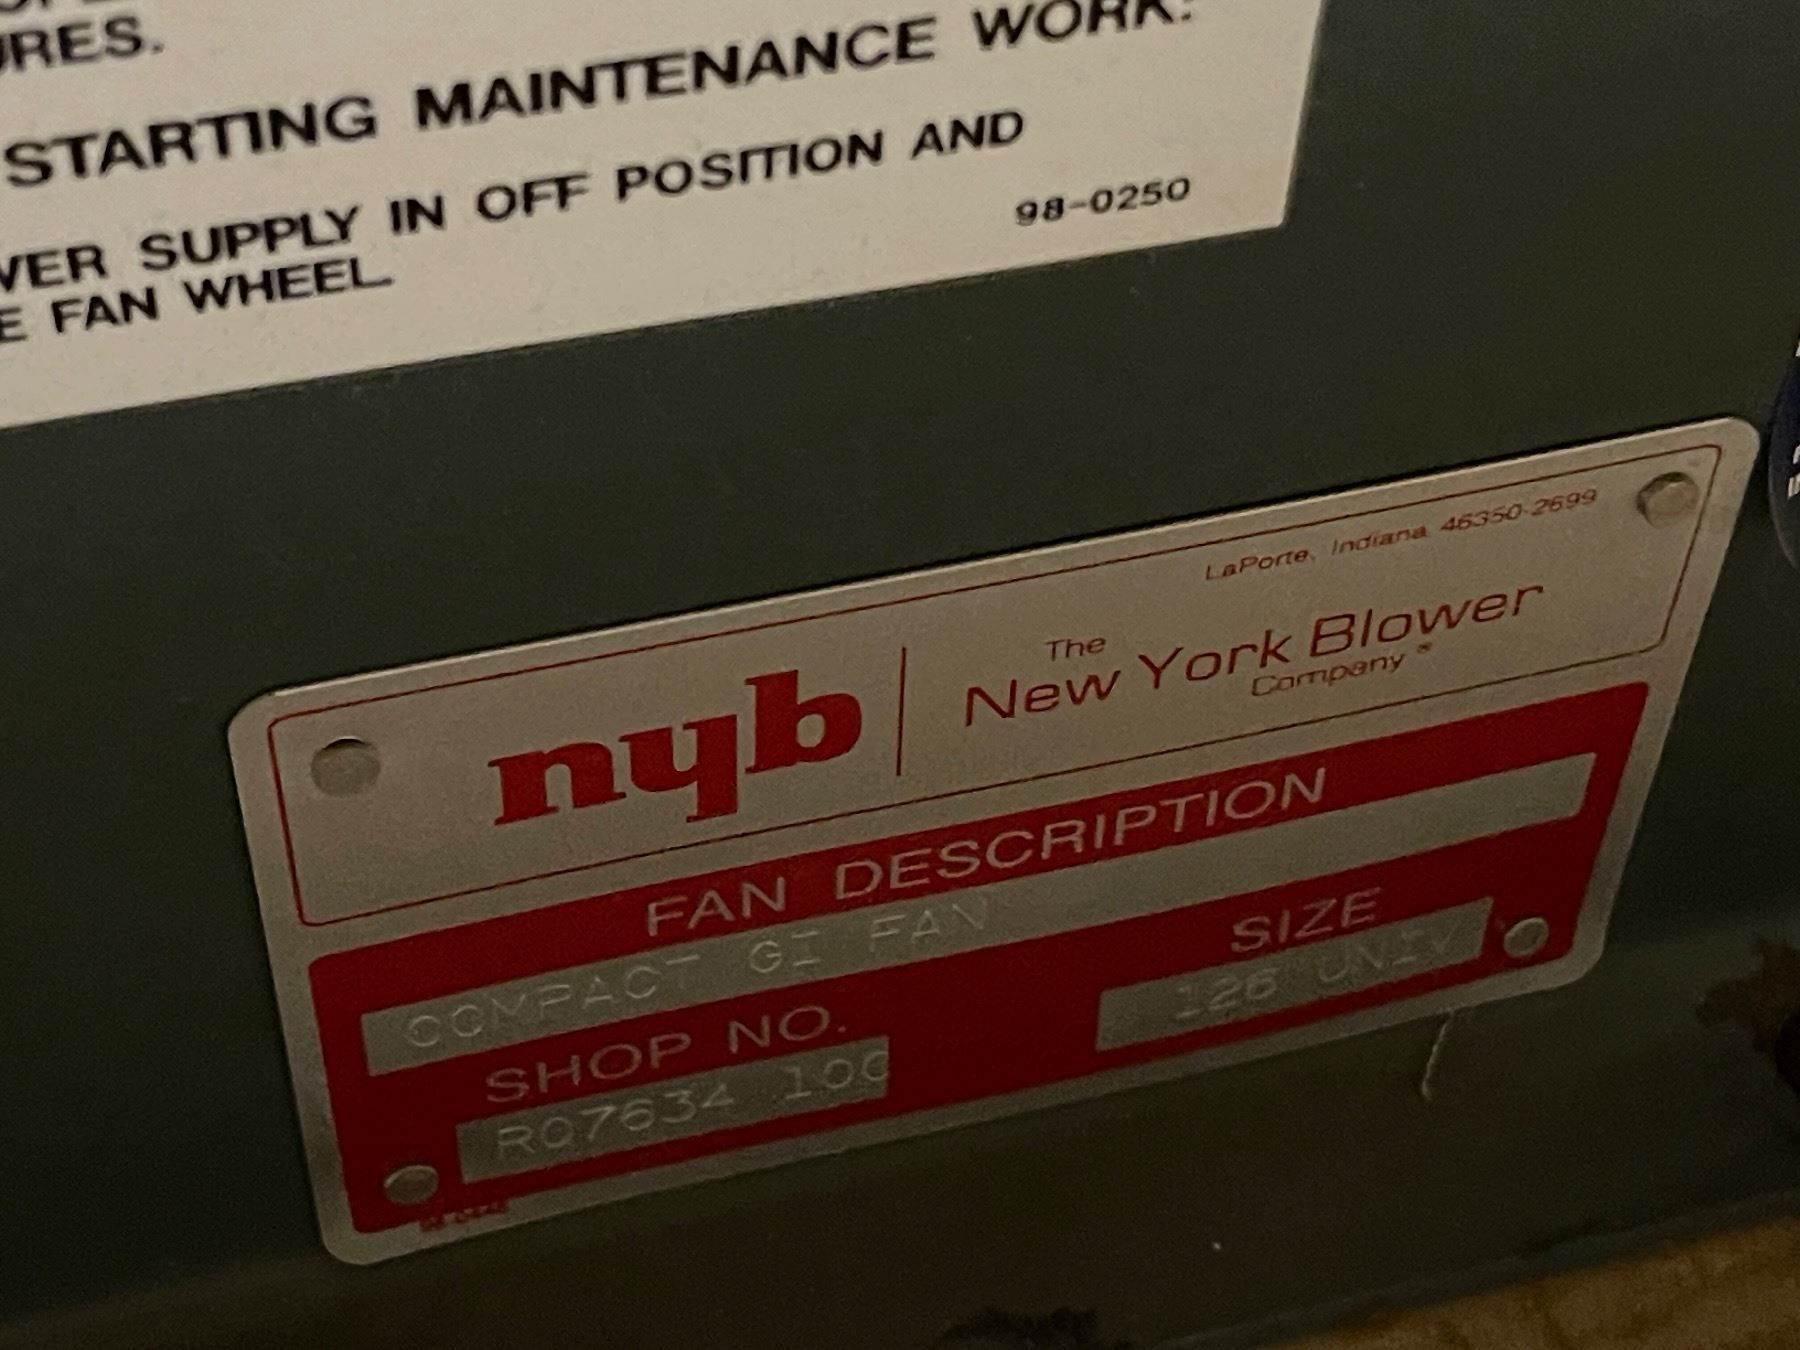 URES.
STARTING MAINTENANCE WORK:
WER SUPPLY IN OFF POSITION AND
E FAN WHEEL.
98-0250
LaPorte, Indiana 46350-2699
nyb
The
New York Blower
Company ®
FAN DESCRIPTION
COMPACT GI FAN
SHOP NO.
R07634 100
SIZE
126 UNIV